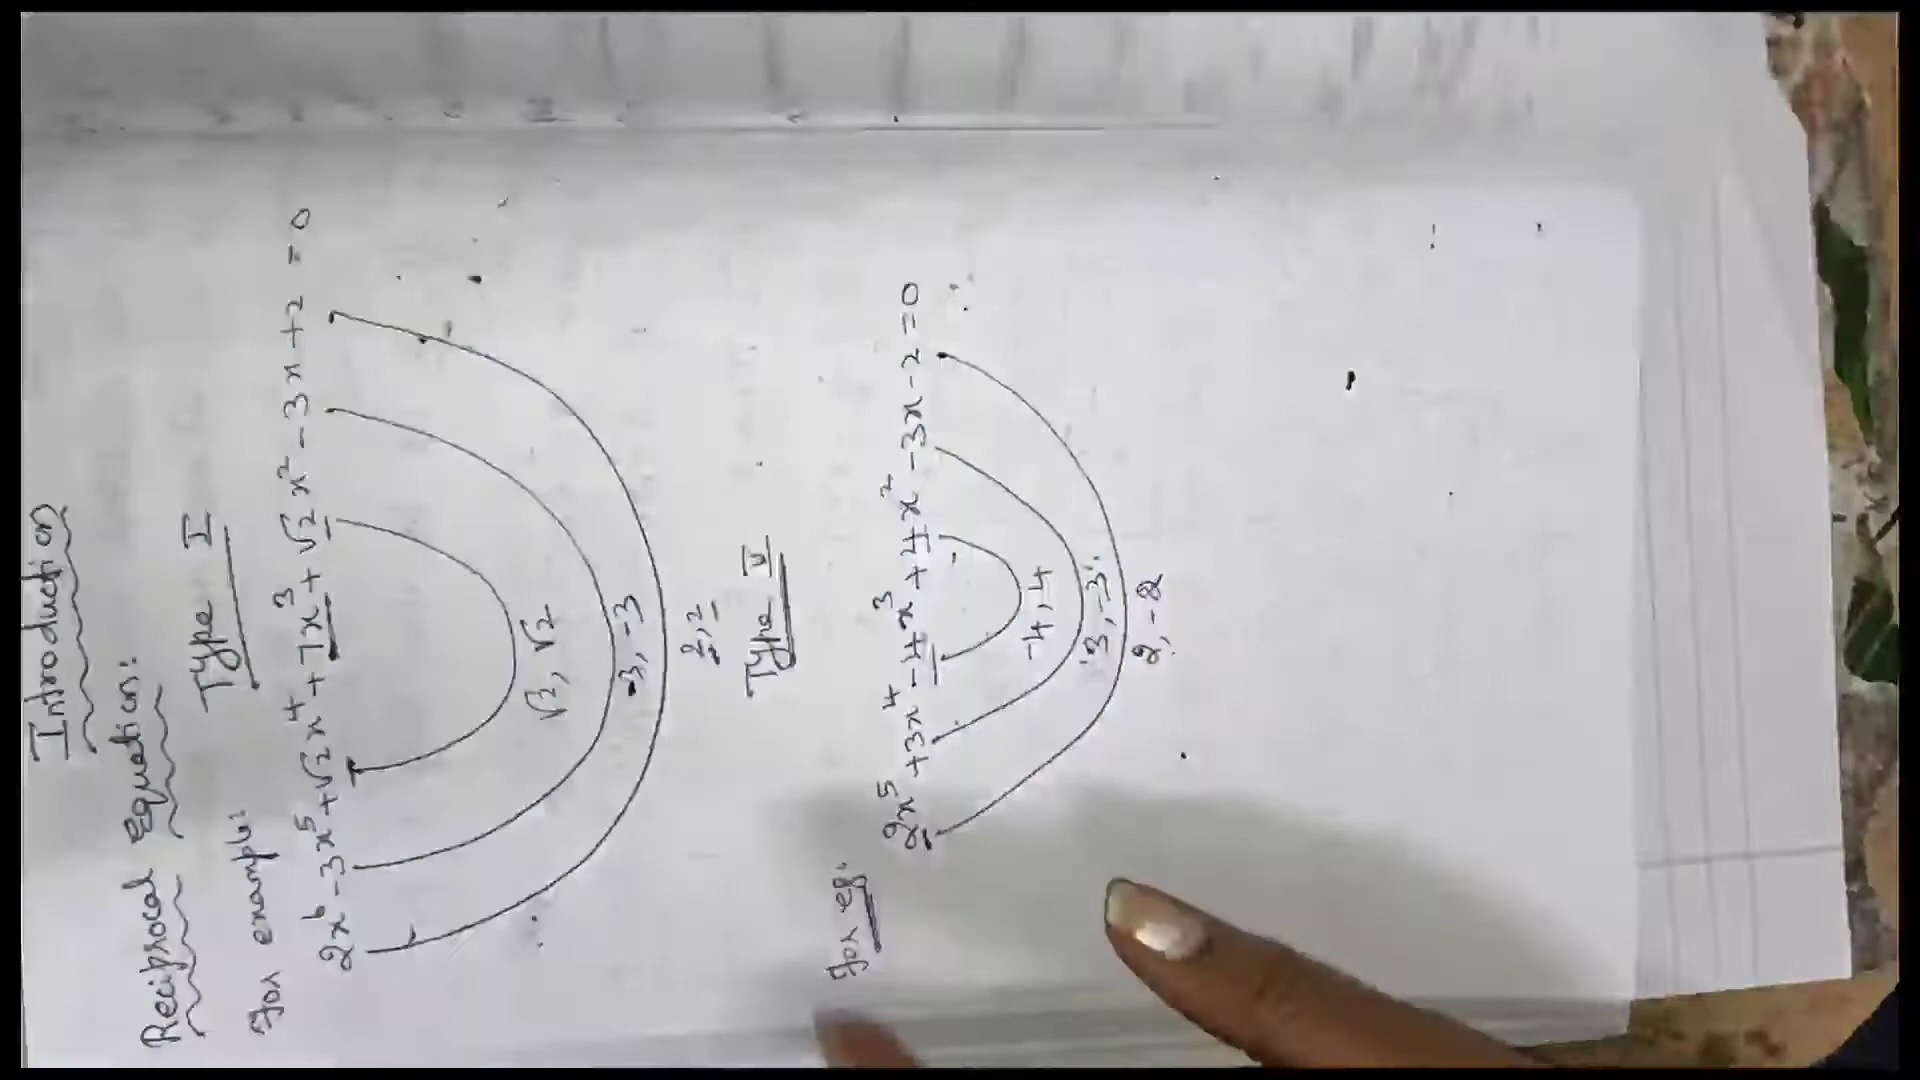 Introduction
Reciprocal Equation:
Type I
For example:
2x⁶ - 3x⁵ + √2x⁴ + 7x³ + √2x² - 3x + 2 = 0
√2, √2
-3, -3
2, 2
Type II
For eg.
2x⁵ + 3x⁴ - 4x³ + 4x² - 3x - 2 = 0
-4, 4
3, -3
2, -2